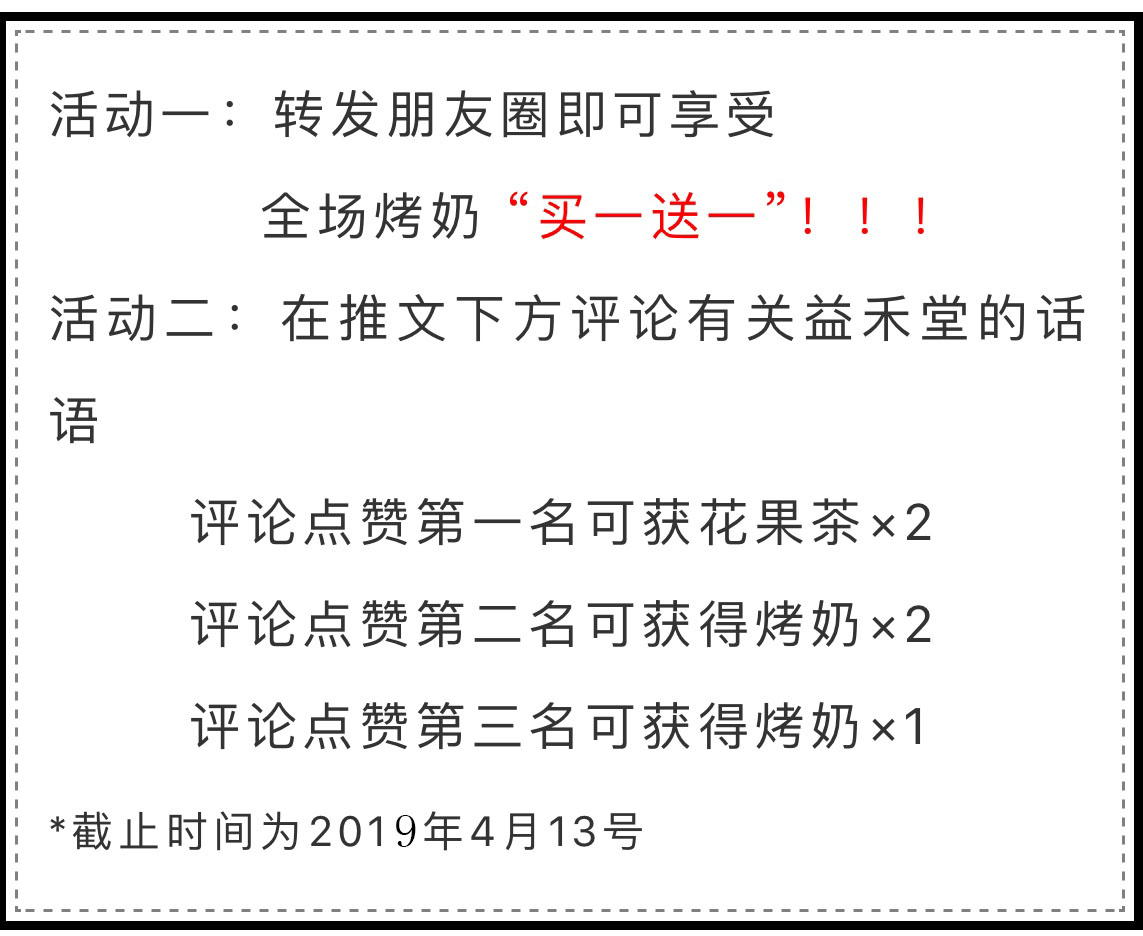 活动一：转发朋友圈即可享受
全场烤奶“买一送一”！！！
活动二：在推文下方评论有关益禾堂的话
语
评论点赞第一名可获花果茶×2
评论点赞第二名可获得烤奶×2
评论点赞第三名可获得烤奶×1
*截止时间为2019年4月13号